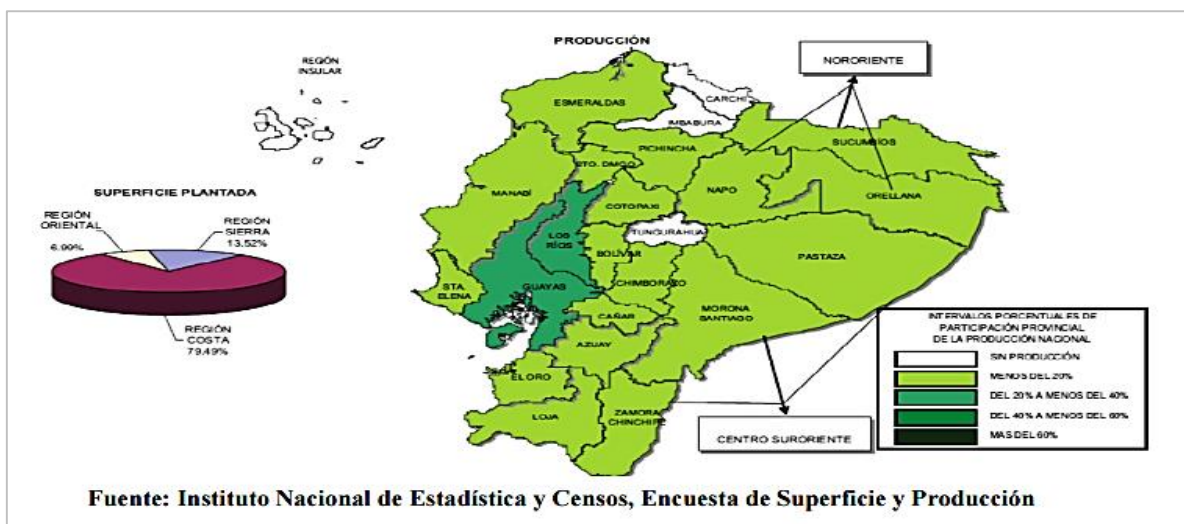 PRODUCCIÓN
REGIÓN
INSULAR
NORORIENTE
ESMERALDAS
CARCHI
IMBABURA
SUCUMBIOS
PICHINCHA
STO. DMGO
MANABÍ
NAPO
ORELLANA
COTOPAXI
SUPERFICIE PLANTADA
REGIÓN
ORIENTAL
6.99%
REGIÓN
SIERRA
13.52%
TUNGURAHUA
LOS
RÍOS
BOLÍVAR
PASTAZA
STA.
ELENA
GUAYAS
CHIMBORAZO
MORONA
SANTIAGO
CAÑAR
REGIÓN
COSTA
79.49%
AZUAY
EL ORO
LOJA
ZAMORA
CHINCHIPE
CENTRO SURORIENTE
INTERVALOS PORCENTUALES DE
PARTICIPACIÓN PROVINCIAL
DE LA PRODUCCIÓN NACIONAL
SIN PRODUCCIÓN
MENOS DEL 20%
DEL 20% A MENOS DEL 40%
DEL 40% A MENOS DEL 60%
MAS DEL 60%
Fuente: Instituto Nacional de Estadística y Censos, Encuesta de Superficie y Producción